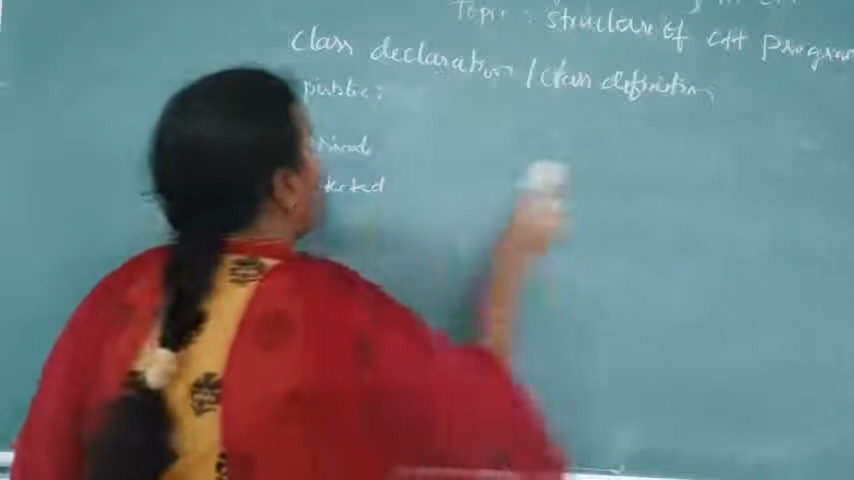 Topic : structure of C++ Program
class declaration / class definition
public: